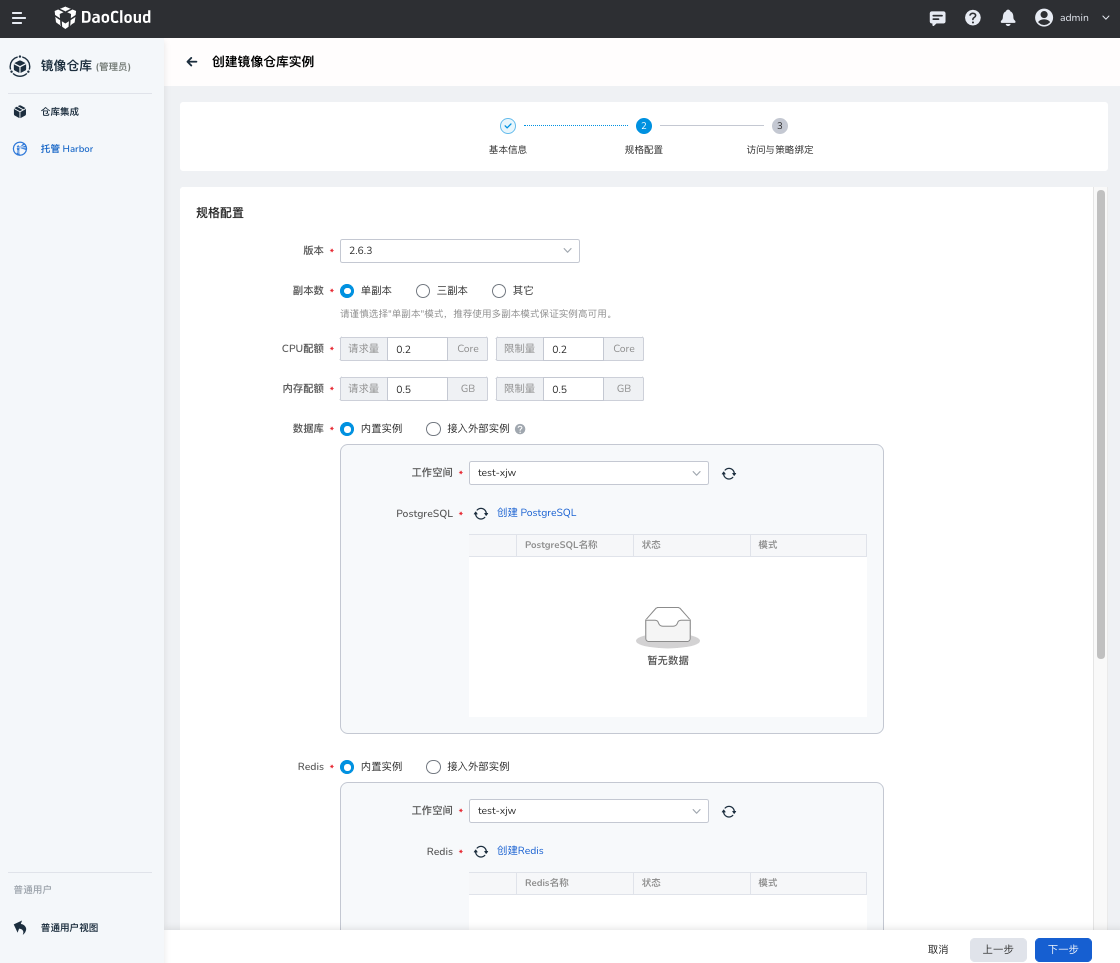 DaoCloud
admin
镜像仓库 (管理员)
仓库集成
托管 Harbor
创建镜像仓库实例
2
3
基本信息
规格配置
访问与策略绑定
规格配置
版本 • 2.6.3
副本数 • 单副本 三副本 其它
请谨慎选择"单副本"模式，推荐使用多副本模式保证实例高可用。
CPU配额 • 请求量 0.2 Core 限制量 0.2 Core
内存配额 • 请求量 0.5 GB 限制量 0.5 GB
数据库 • 内置实例 接入外部实例 ?
工作空间 • test-xjw
PostgreSQL • 创建 PostgreSQL
PostgreSQL名称 状态 模式
暂无数据
Redis • 内置实例 接入外部实例
工作空间 • test-xjw
Redis • 创建Redis
Redis名称 状态 模式
普通用户
普通用户视图
取消 上一步 下一步